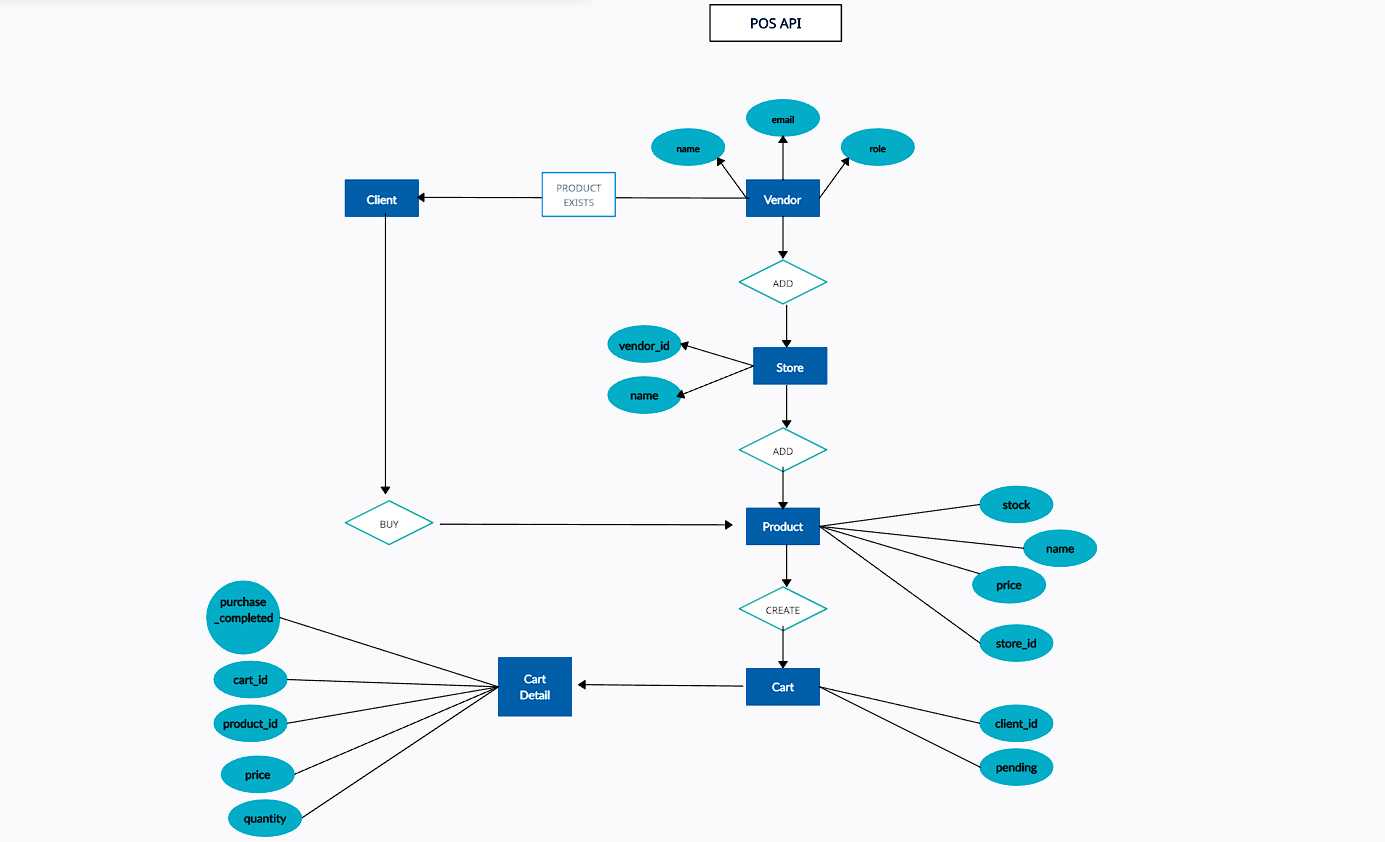 POS API
email
name
role
Client
PRODUCT
EXISTS
Vendor
ADD
vendor_id
Store
name
ADD
stock
BUY
Product
name
price
purchase
_completed
CREATE
store_id
cart_id
Cart
Detail
Cart
product_id
client_id
pending
price
quantity